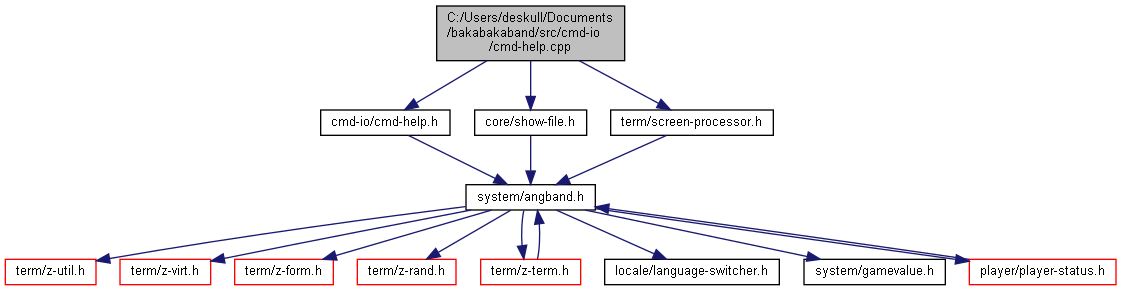 C:/Users/deskull/Documents
/bakabakaband/src/cmd-io
/cmd-help.cpp
cmd-io/cmd-help.h
core/show-file.h
term/screen-processor.h
system/angband.h
term/z-util.h
term/z-virt.h
term/z-form.h
term/z-rand.h
term/z-term.h
locale/language-switcher.h
system/gamevalue.h
player/player-status.h